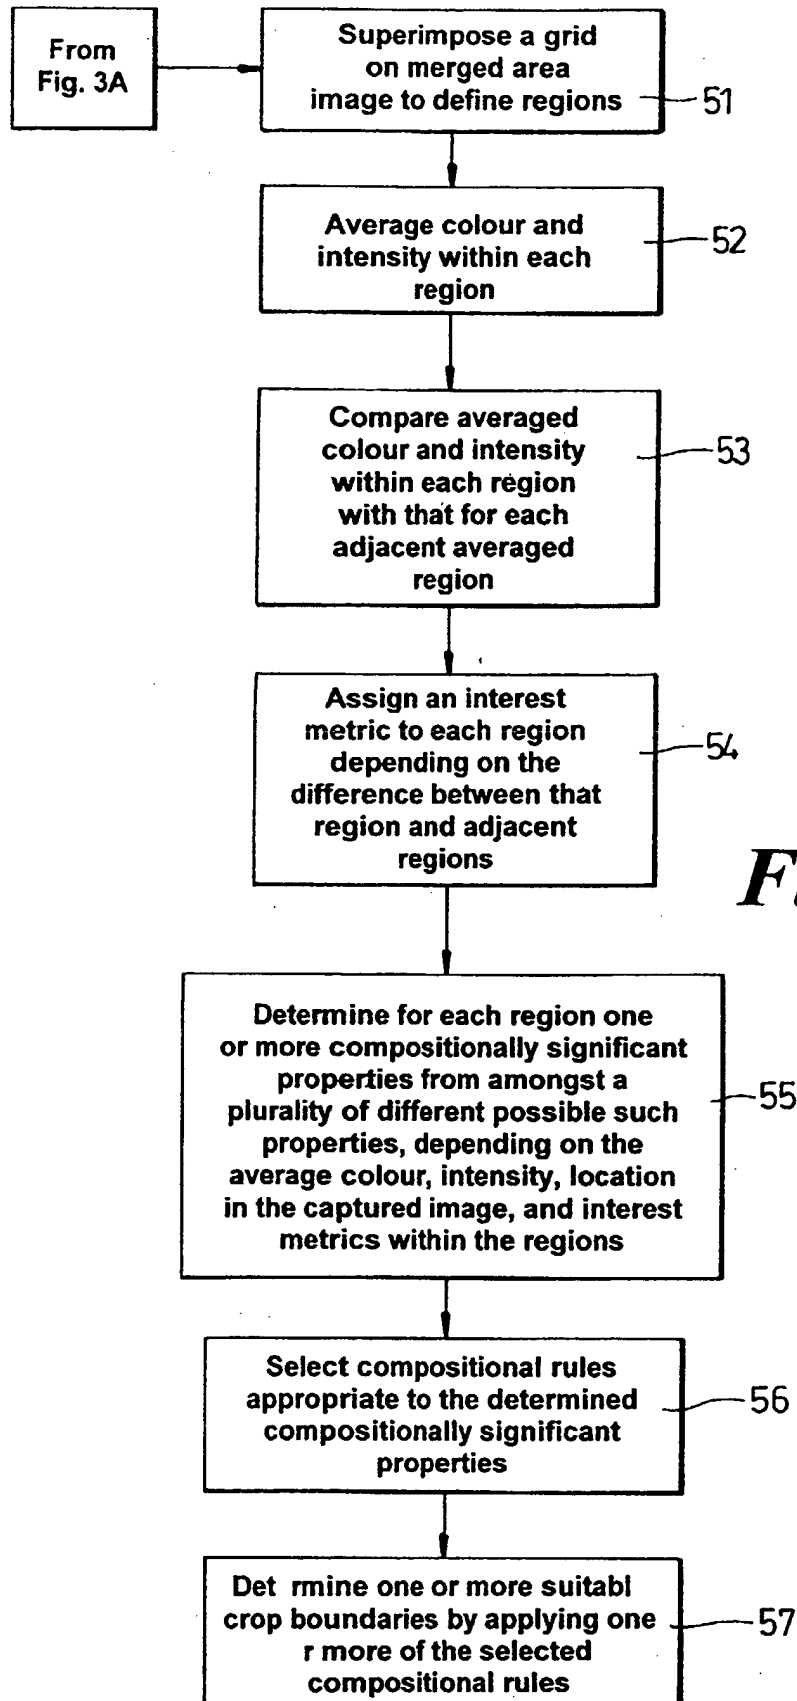 From
Fig. 3A
Superimpose a grid
on merged area
image to define regions
51
Average colour and
intensity within each
region
52
Compare averaged
colour and intensity
within each region
with that for each
adjacent averaged
region
53
Assign an interest
metric to each region
depending on the
difference between that
region and adjacent
regions
54
Determine for each region one
or more compositionally significant
properties from amongst a
plurality of different possible such
properties, depending on the
average colour, intensity, location
in the captured image, and interest
metrics within the regions
55
Select compositional rules
appropriate to the determined
compositionally significant
properties
56
Det rmine one or more suitabl
crop boundaries by applying one
r more of the selected
compositional rules
57